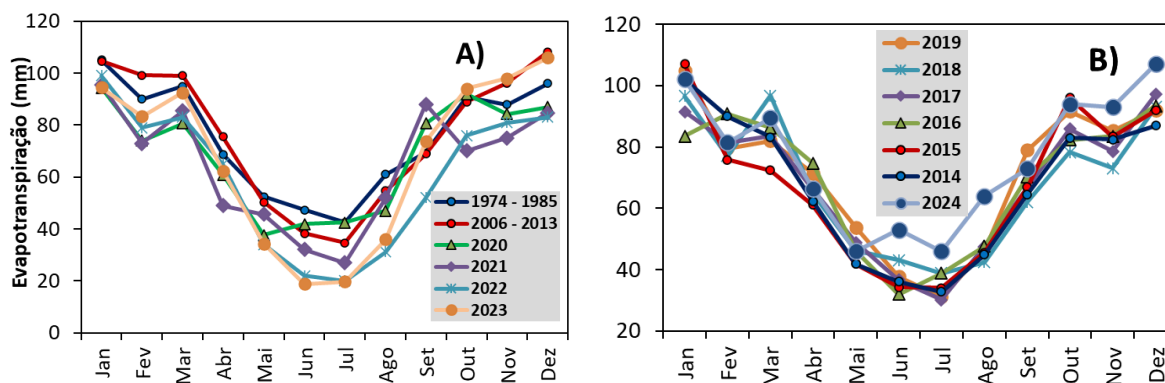 A)
Evapotranspiração (mm)
120
100
80
60
40
20
0
1974 - 1985
2006 - 2013
2020
2021
2022
2023
Jan
Fev
Mar
Abr
Mai
Jun
Jul
Ago
Set
Out
Nov
Dez
B)
120
100
80
60
40
20
2019
2018
2017
2016
2015
2014
2024
Jan
Fev
Mar
Abr
Mai
Jun
Jul
Ago
Set
Out
Nov
Dez